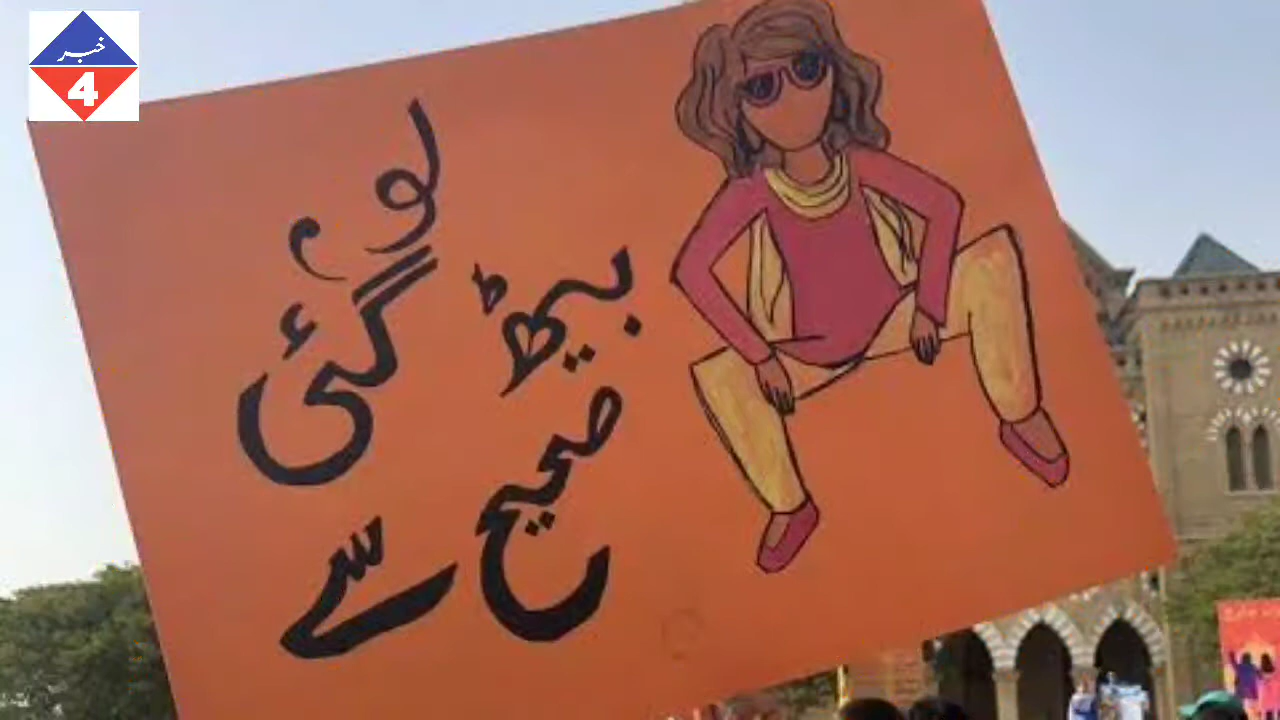 خبر
4
لو،
بیٹھ گئی
صحیح سے